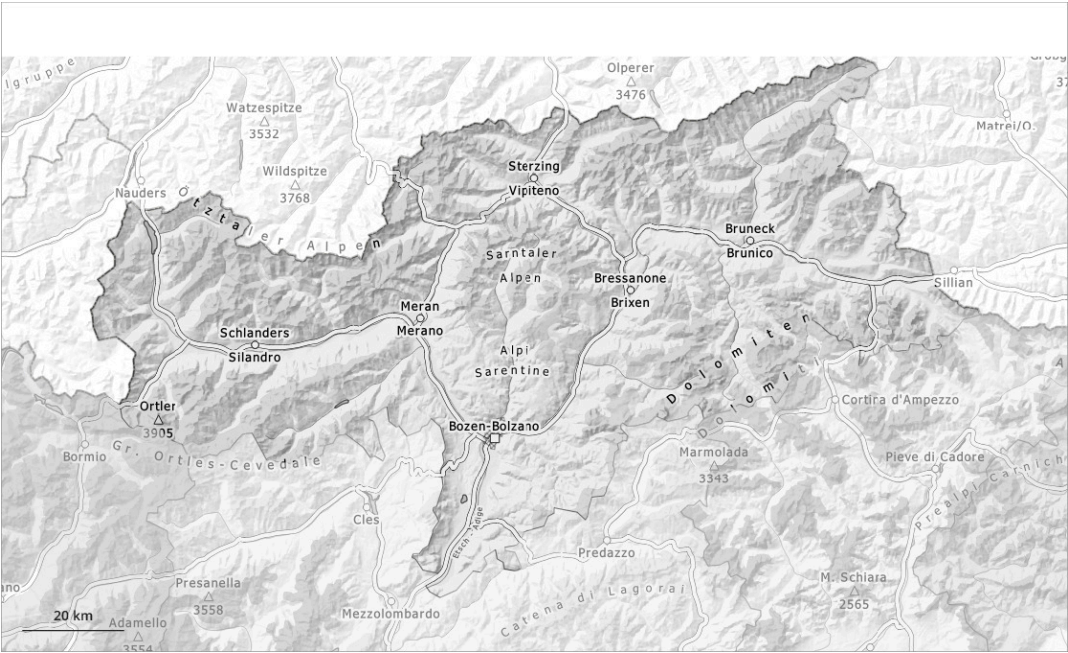 lgruppe
Olperer
3476
Watzespitze
3532
Matrei/O.
Sterzing
Vipiteno
Wildspitze
3768
Nauders
Ötztaler Alpen
Bruneck
Brunico
Sarntaler
Alpen
Bressanone
Brixen
Sillian
Meran
Merano
Schlanders
Silandro
Alpi
Sarentine
Dolomiten
Dolomiti
Ortler
3905
Cortina d'Ampezzo
Bozen-Bolzano
Gr. Ortles-Cevedale
Bormio
Marmolada
3343
Pieve di Cadore
Prealpi Carnich
Cles
Etsch - Adige
Predazzo
ano
Presanella
3558
M. Schiara
2565
Catena di Lagorai
Mezzolombardo
20 km
Adamello
3554